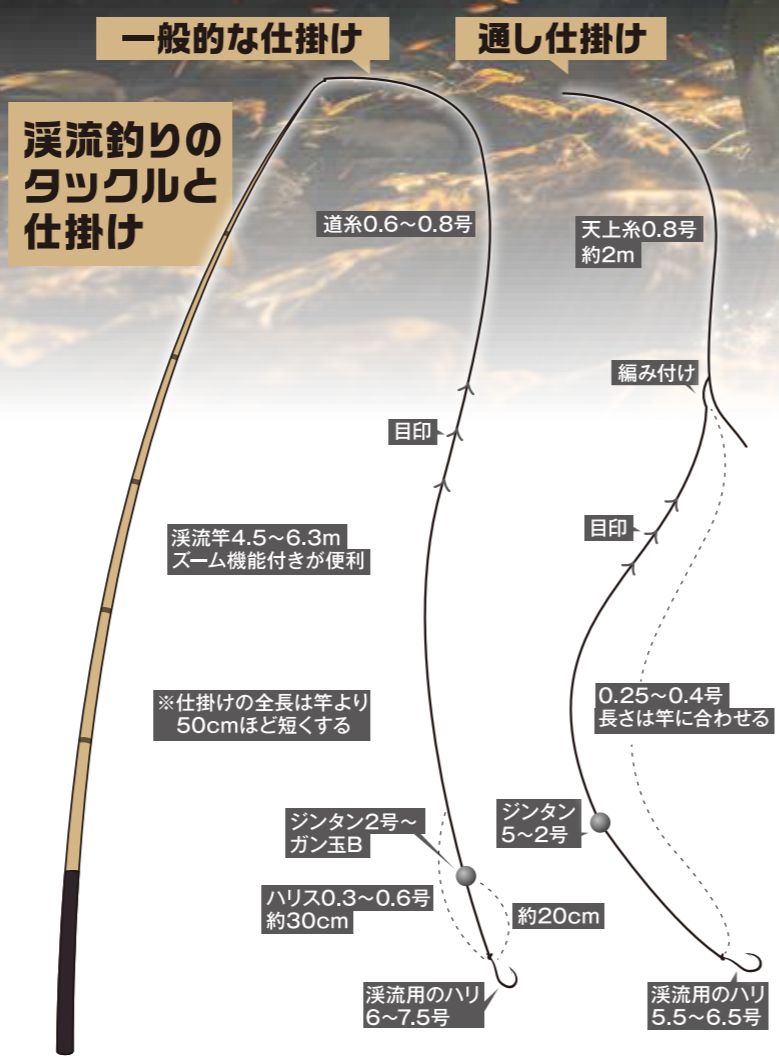 一般的な仕掛け
通し仕掛け
渓流釣りの
タックルと
仕掛け
道糸0.6〜0.8号
天上糸0.8号
約2m
編み付け
目印
目印
渓流竿4.5〜6.3m
ズーム機能付きが便利
※仕掛けの全長は竿より
50cmほど短くする
0.25〜0.4号
長さは竿に合わせる
ジンタン2号〜
ガン玉B
ジンタン
5〜2号
ハリス0.3〜0.6号
約30cm
約20cm
渓流用のハリ
6〜7.5号
渓流用のハリ
5.5〜6.5号